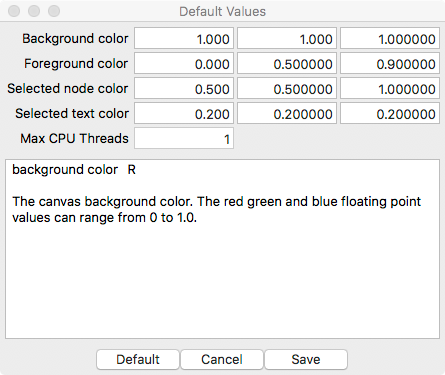 Default Values
Background color 1.000 1.000 1.000000
Foreground color 0.000 0.500000 0.900000
Selected node color 0.500 0.500000 1.000000
Selected text color 0.200 0.200000 0.200000
Max CPU Threads 1
background color R
The canvas background color. The red green and blue floating point
values can range from 0 to 1.0.
Default Cancel Save